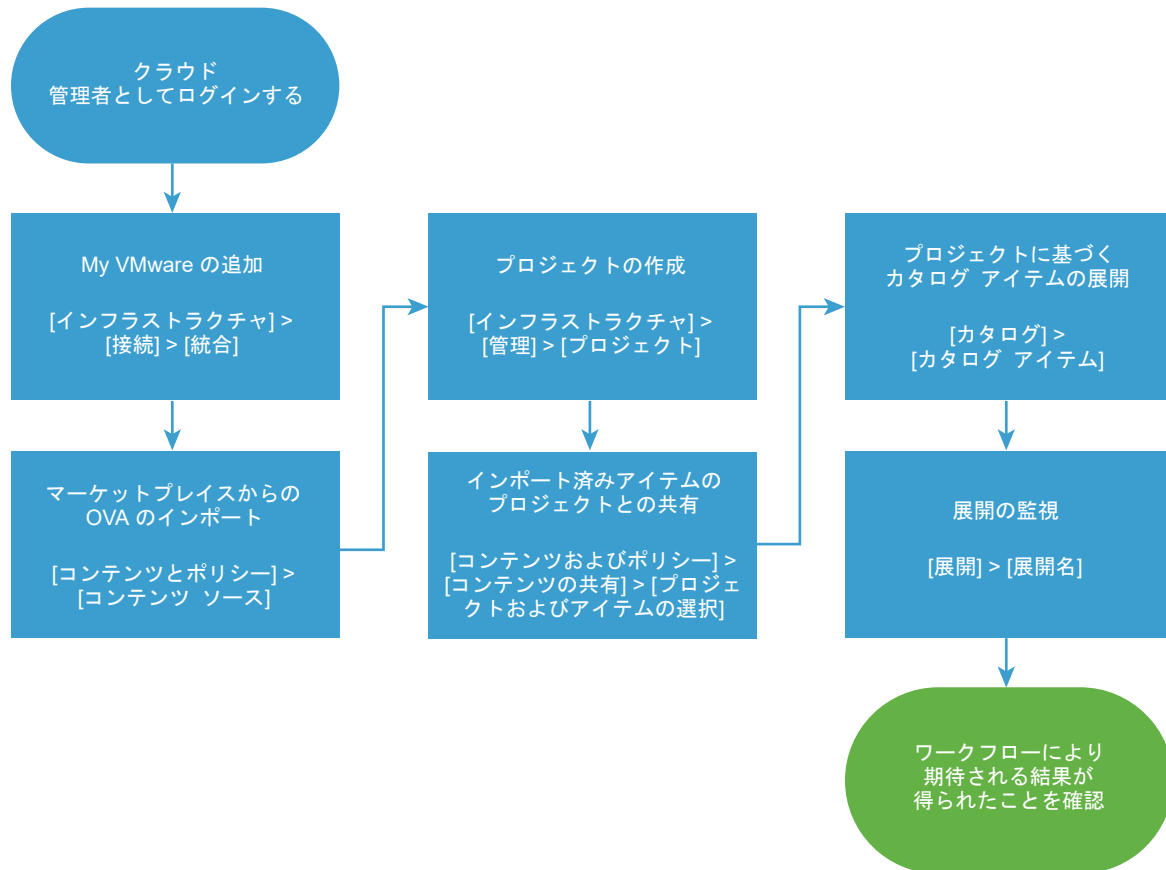 クラウド
管理者としてログインする
My VMware の追加
[インフラストラクチャ] >
[接続] > [統合]
マーケットプレイスからの
OVA のインポート
[コンテンツとポリシー] >
[コンテンツ ソース]
プロジェクトの作成
[インフラストラクチャ] >
[管理] > [プロジェクト]
インポート済みアイテムの
プロジェクトとの共有
[コンテンツおよびポリシー] >
[コンテンツの共有] > [プロジェ
クトおよびアイテムの選択]
プロジェクトに基づく
カタログ アイテムの展開
[カタログ] >
[カタログ アイテム]
展開の監視
[展開] > [展開名]
ワークフローにより
期待される結果が
得られたことを確認